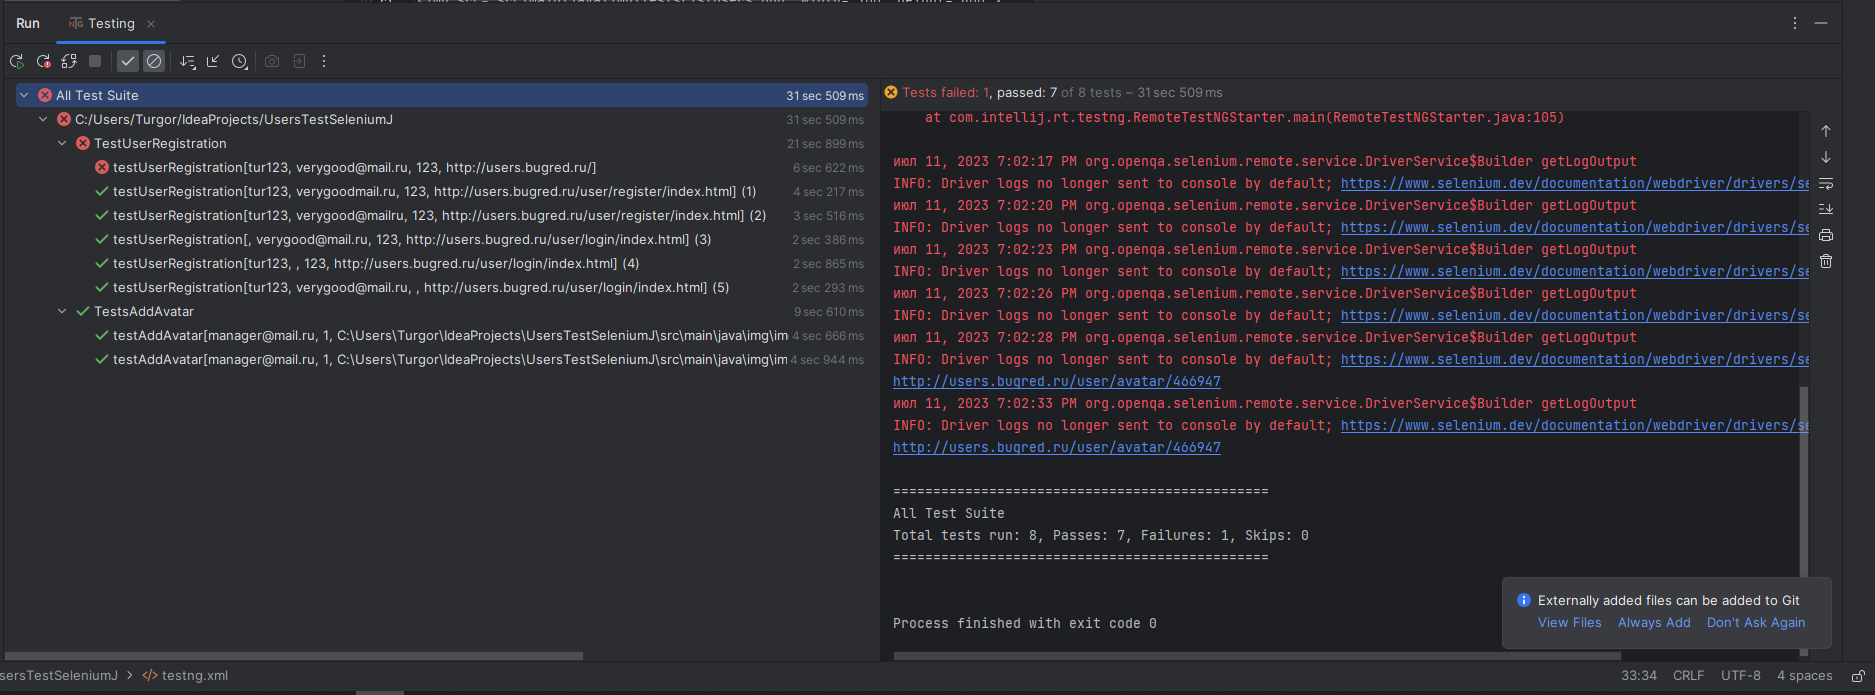 Run Testing
All Test Suite 31 sec 509 ms
C:/Users/Turgor/IdeaProjects/UsersTestSeleniumJ 31 sec 509 ms
TestUserRegistration 21 sec 899 ms
testUserRegistration[tur123, verygood@mail.ru, 123, http://users.bugred.ru/] 6 sec 622 ms
testUserRegistration[tur123, verygoodmail.ru, 123, http://users.bugred.ru/user/register/index.html] (1) 4 sec 217 ms
testUserRegistration[tur123, verygood@mailru, 123, http://users.bugred.ru/user/register/index.html] (2) 3 sec 516 ms
testUserRegistration[, verygood@mail.ru, 123, http://users.bugred.ru/user/login/index.html] (3) 2 sec 386 ms
testUserRegistration[tur123, , 123, http://users.bugred.ru/user/login/index.html] (4) 2 sec 865 ms
testUserRegistration[tur123, verygood@mail.ru, , http://users.bugred.ru/user/login/index.html] (5) 2 sec 293 ms
TestsAddAvatar 9 sec 610 ms
testAddAvatar[manager@mail.ru, 1, C:\Users\Turgor\IdeaProjects\UsersTestSeleniumJ\src\main\java\img\im 4 sec 666 ms
testAddAvatar[manager@mail.ru, 1, C:\Users\Turgor\IdeaProjects\UsersTestSeleniumJ\src\main\java\img\im 4 sec 944 ms
Tests failed: 1, passed: 7 of 8 tests – 31 sec 509 ms
at com.intellij.rt.testng.RemoteTestNGStarter.main(RemoteTestNGStarter.java:105)
июл 11, 2023 7:02:17 PM org.openqa.selenium.remote.service.DriverService$Builder getLogOutput
INFO: Driver logs no longer sent to console by default; https://www.selenium.dev/documentation/webdriver/drivers/se
июл 11, 2023 7:02:20 PM org.openqa.selenium.remote.service.DriverService$Builder getLogOutput
INFO: Driver logs no longer sent to console by default; https://www.selenium.dev/documentation/webdriver/drivers/se
июл 11, 2023 7:02:23 PM org.openqa.selenium.remote.service.DriverService$Builder getLogOutput
INFO: Driver logs no longer sent to console by default; https://www.selenium.dev/documentation/webdriver/drivers/se
июл 11, 2023 7:02:26 PM org.openqa.selenium.remote.service.DriverService$Builder getLogOutput
INFO: Driver logs no longer sent to console by default; https://www.selenium.dev/documentation/webdriver/drivers/se
июл 11, 2023 7:02:28 PM org.openqa.selenium.remote.service.DriverService$Builder getLogOutput
INFO: Driver logs no longer sent to console by default; https://www.selenium.dev/documentation/webdriver/drivers/se
http://users.bugred.ru/user/avatar/466947
июл 11, 2023 7:02:33 PM org.openqa.selenium.remote.service.DriverService$Builder getLogOutput
INFO: Driver logs no longer sent to console by default; https://www.selenium.dev/documentation/webdriver/drivers/se
http://users.bugred.ru/user/avatar/466947
===============================================
All Test Suite
Total tests run: 8, Passes: 7, Failures: 1, Skips: 0
===============================================
Process finished with exit code 0
Externally added files can be added to Git
View Files Always Add Don't Ask Again
sersTestSeleniumJ > testng.xml 33:34 CRLF UTF-8 4 spaces